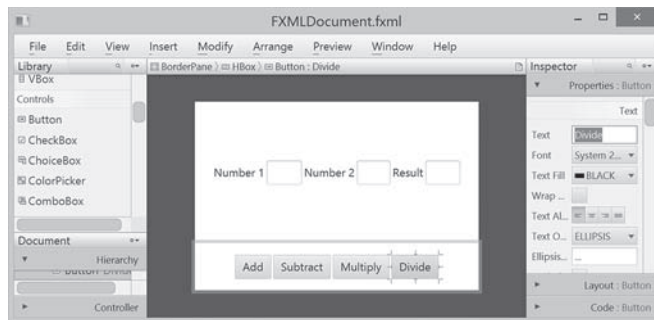 FXMLDocument.fxml
File Edit View Insert Modify Arrange Preview Window Help
Library
BorderPane HBox Button : Divide
Inspector
VBox
Controls
Button
CheckBox
ChoiceBox
ColorPicker
ComboBox
Document
Hierarchy
Controller
Number 1 Number 2 Result
Add Subtract Multiply Divide
Properties : Button
Text
Text Divide
Font System 2...
Text Fill BLACK
Wrap ...
Text Al...
Text O... ELLIPSIS
Ellipsis... ...
Layout : Button
Code : Button